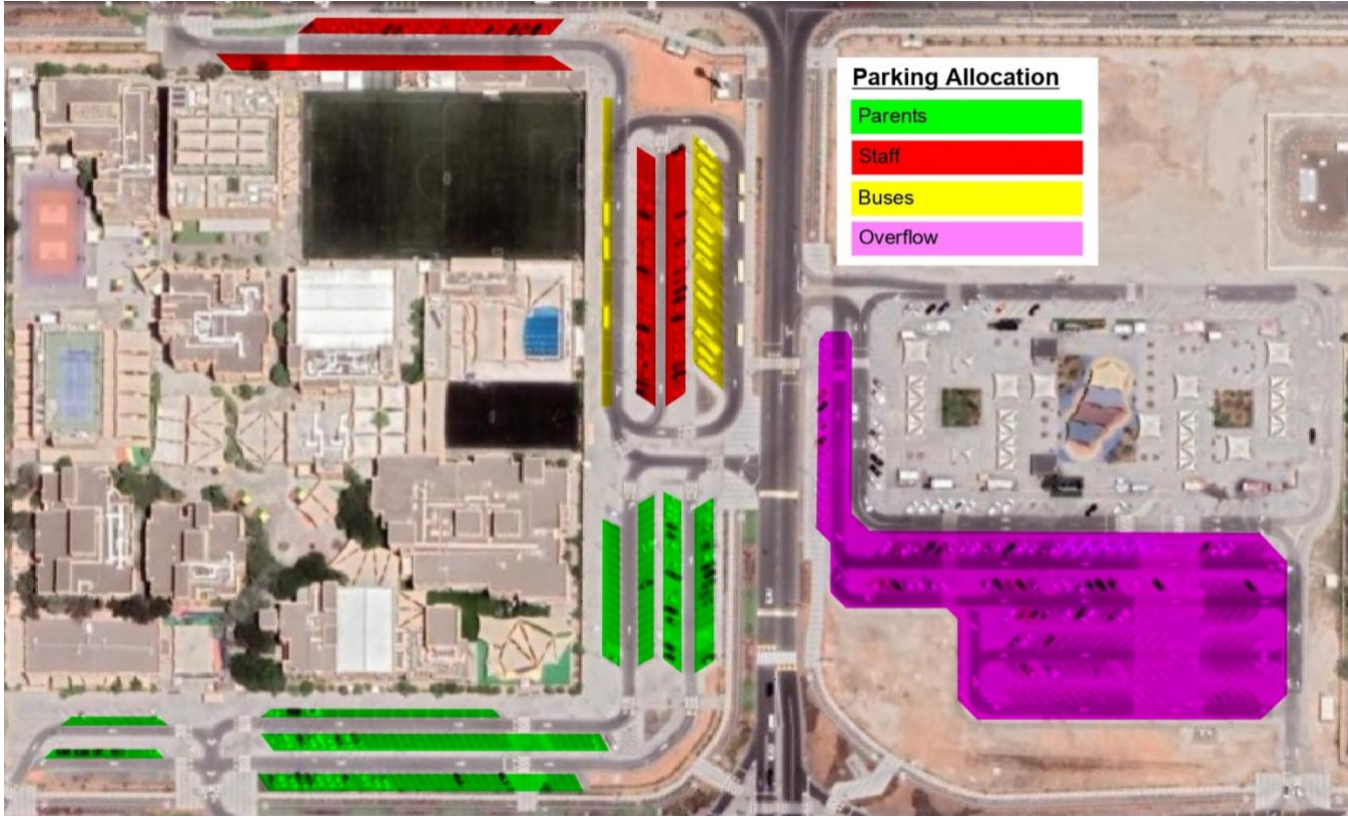 Parking Allocation
Parents
Staff
Buses
Overflow